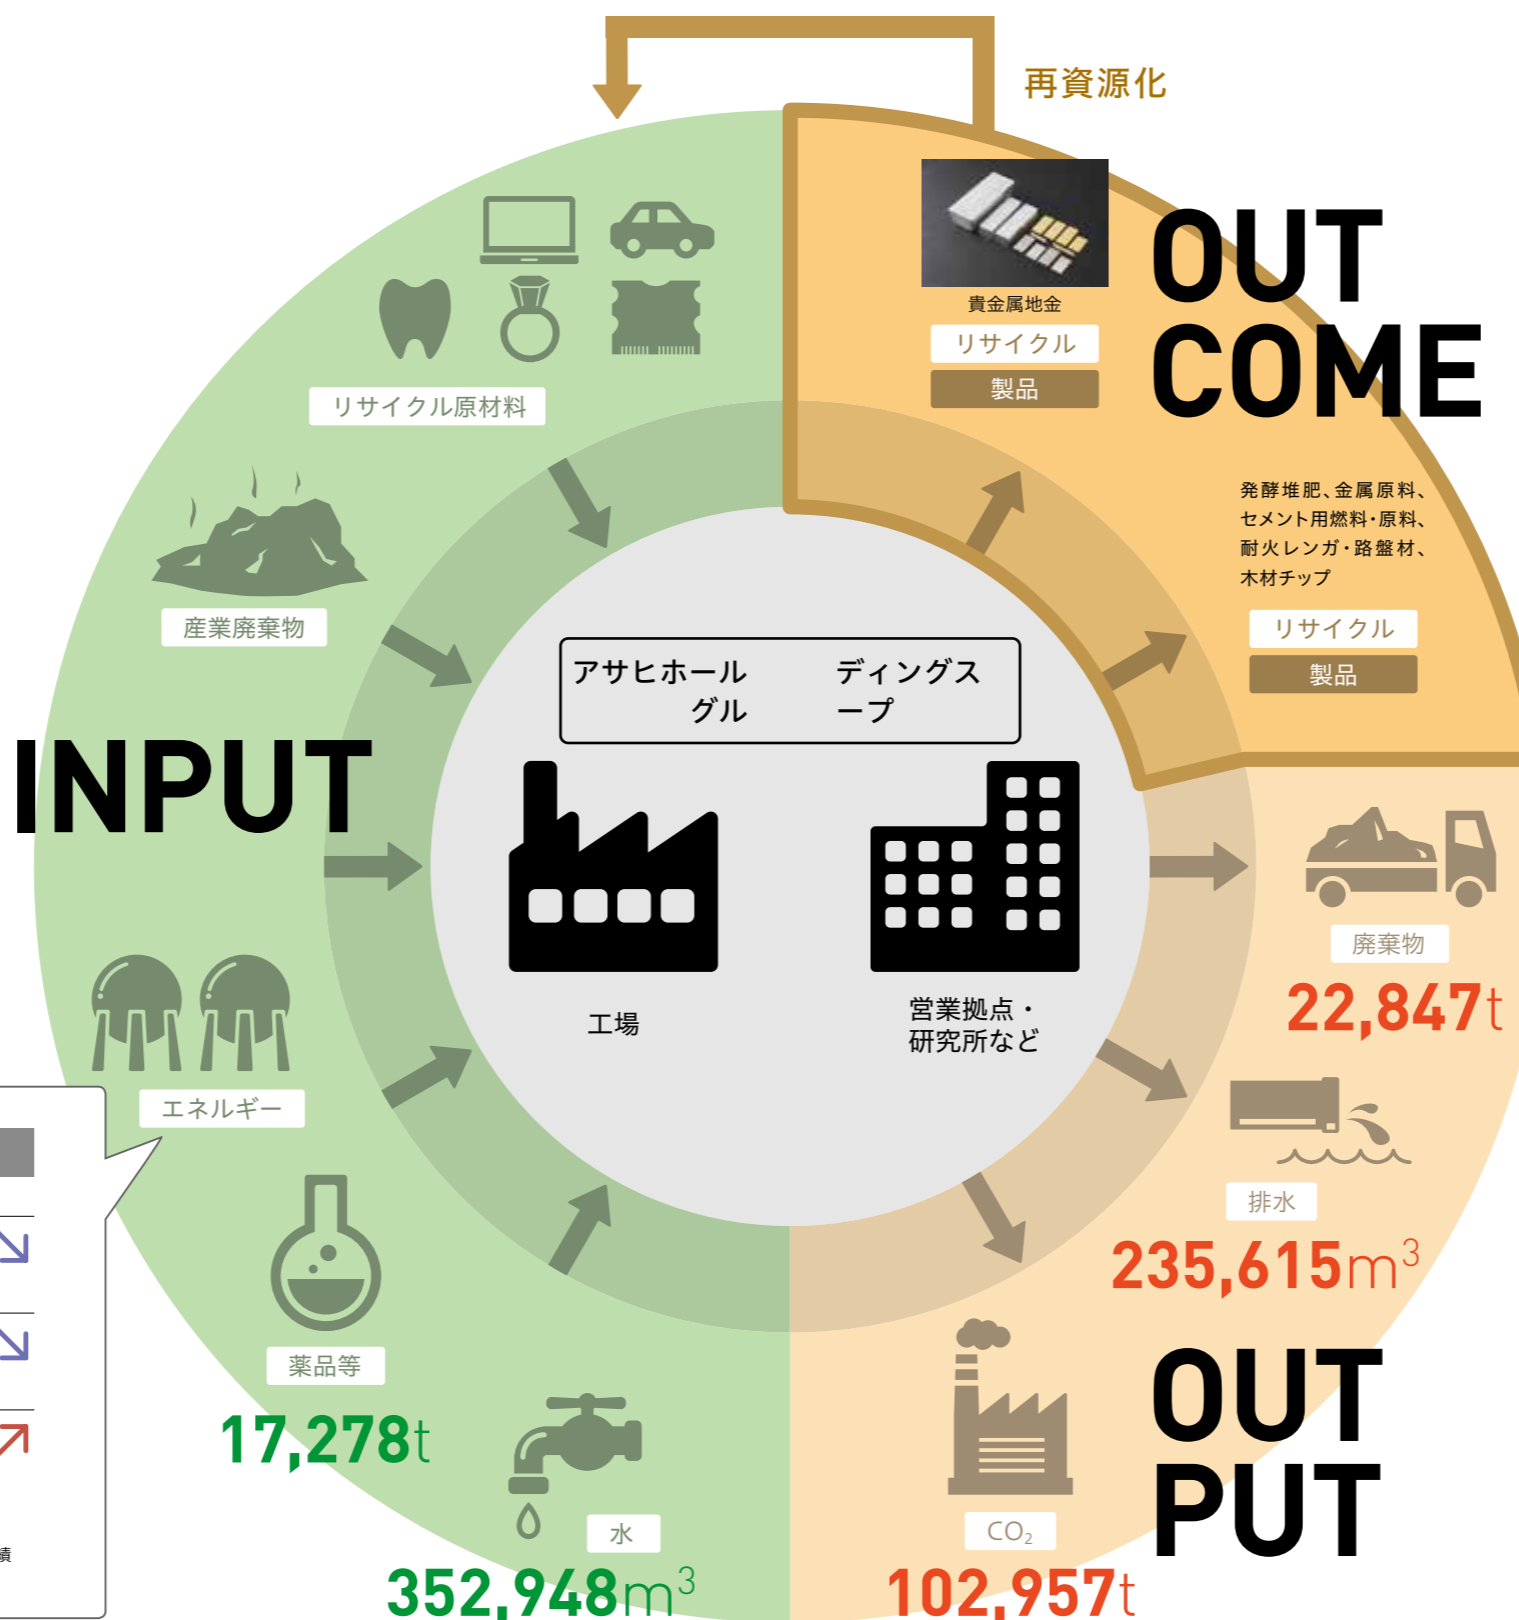 再資源化
貴金属地金
リサイクル
製品
OUT
COME
発酵堆肥、金属原料、
セメント用燃料・原料、
耐火レンガ・路盤材、
木材チップ
リサイクル
製品
リサイクル原材料
産業廃棄物
INPUT
エネルギー
薬品等
17,278t
水
352,948m³
アサヒホールディングス
グループ
工場
営業拠点・
研究所など
廃棄物
22,847t
排水
235,615m³
OUT
PUT
CO₂
102,957t
績